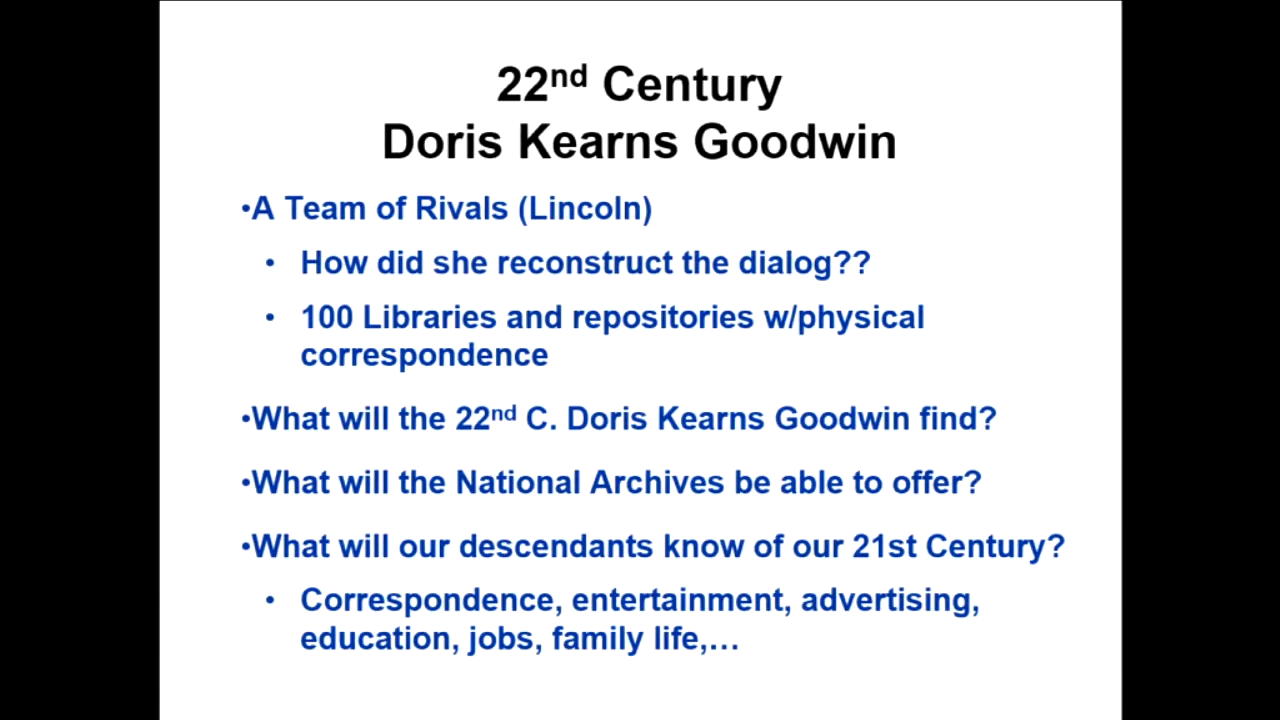 22nd Century
Doris Kearns Goodwin
•A Team of Rivals (Lincoln)
• How did she reconstruct the dialog??
• 100 Libraries and repositories w/physical
correspondence
•What will the 22nd C. Doris Kearns Goodwin find?
•What will the National Archives be able to offer?
•What will our descendants know of our 21st Century?
• Correspondence, entertainment, advertising,
education, jobs, family life,…